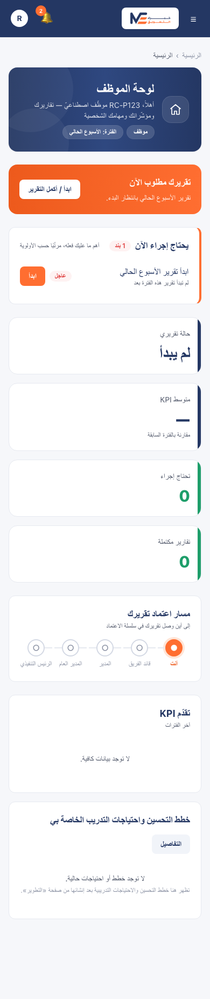 خبراء
التسويق
2
R
الرئيسية › الرئيسية
لوحة الموظف
أهلاً، RC-P123 موظّف اصطناعيّ — تقاريرك
ومؤشّراتك ومهامك الشخصية
موظف
الفترة: الأسبوع الحالي
تقريرك مطلوب الآن
تقرير الأسبوع الحالي بانتظار البدء.
ابدأ / أكمل التقرير
يحتاج إجراء الآن
1 بند
أهم ما عليك فعله، مرتّبًا حسب الأولوية
ابدأ تقرير الأسبوع الحالي
لم تبدأ تقرير هذه الفترة بعد
عاجل
ابدأ
حالة تقريري
لم يبدأ
متوسط KPI
—
مقارنة بالفترة السابقة
تحتاج إجراء
0
تقارير مكتملة
0
مسار اعتماد تقريرك
إلى أين وصل تقريرك في سلسلة الاعتماد
أنت
قائد الفريق
المدير
المدير العام
الرئيس التنفيذي
تقدّم KPI
آخر الفترات
لا توجد بيانات كافية.
خطط التحسين واحتياجات التدريب الخاصة بي
التفاصيل
لا توجد خطط أو احتياجات حالية.
تظهر هنا خطط التحسين والاحتياجات التدريبية بعد إنشائها من صفحة «التطوير».